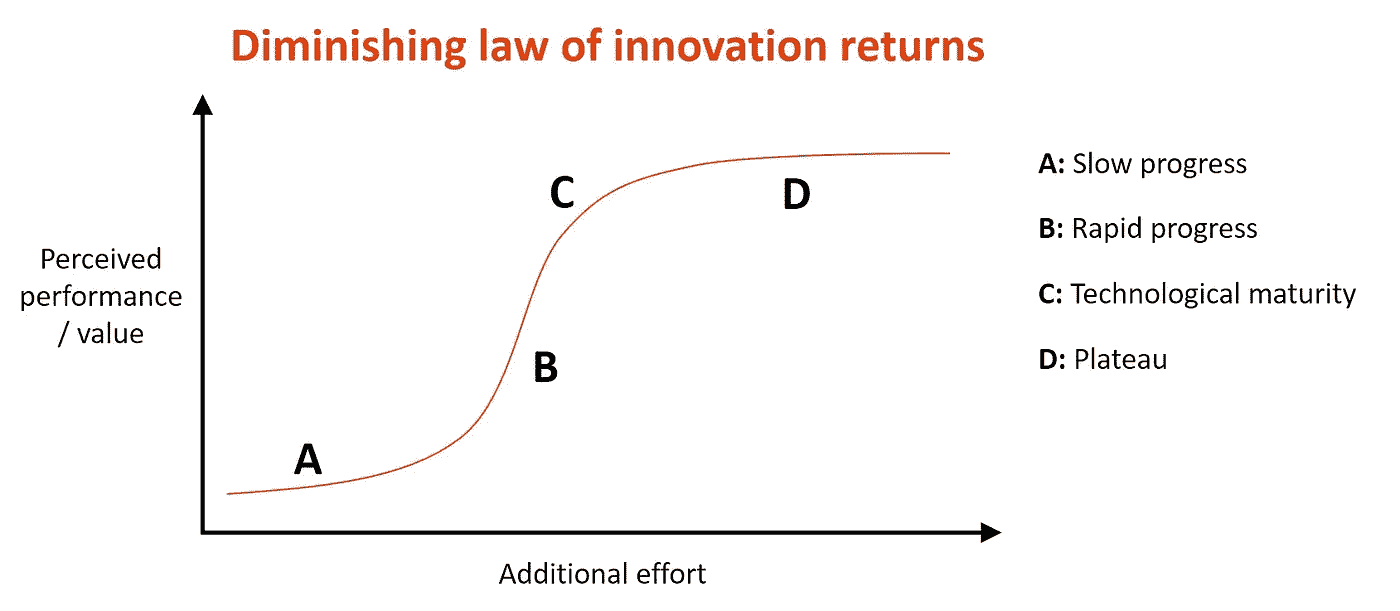 Diminishing law of innovation returns
Perceived
performance
/ value
A
B
C
D
Additional effort
A: Slow progress
B: Rapid progress
C: Technological maturity
D: Plateau